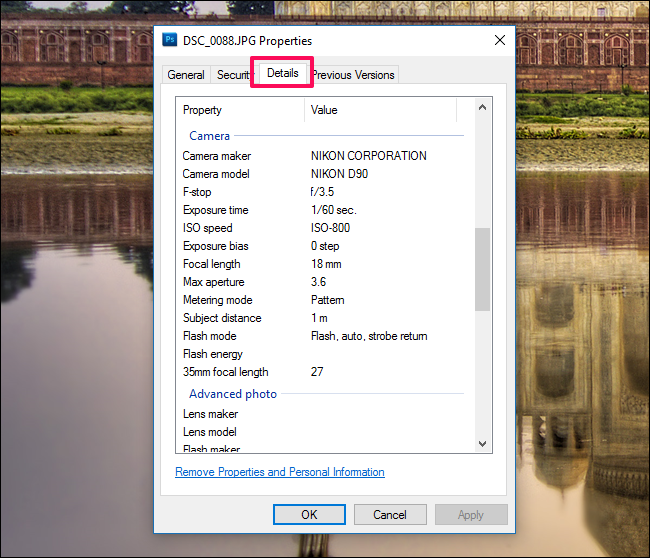 Ps DSC_0088.JPG Properties
General Security Details Previous Versions
Property Value
Camera
Camera maker NIKON CORPORATION
Camera model NIKON D90
F-stop f/3.5
Exposure time 1/60 sec.
ISO speed ISO-800
Exposure bias 0 step
Focal length 18 mm
Max aperture 3.6
Metering mode Pattern
Subject distance 1 m
Flash mode Flash, auto, strobe return
Flash energy
35mm focal length 27
Advanced photo
Lens maker
Lens model
Flash maker
Remove Properties and Personal Information
OK Cancel Apply